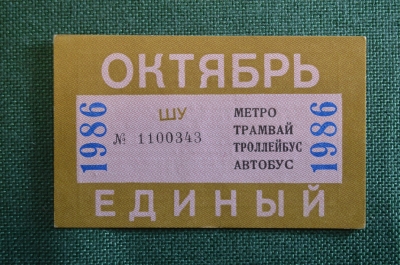 ОКТЯБРЬ
1986
ШУ
№ 1100343
МЕТРО
ТРАМВАЙ
ТРОЛЛЕЙБУС
АВТОБУС
1986
ЕДИНЫЙ